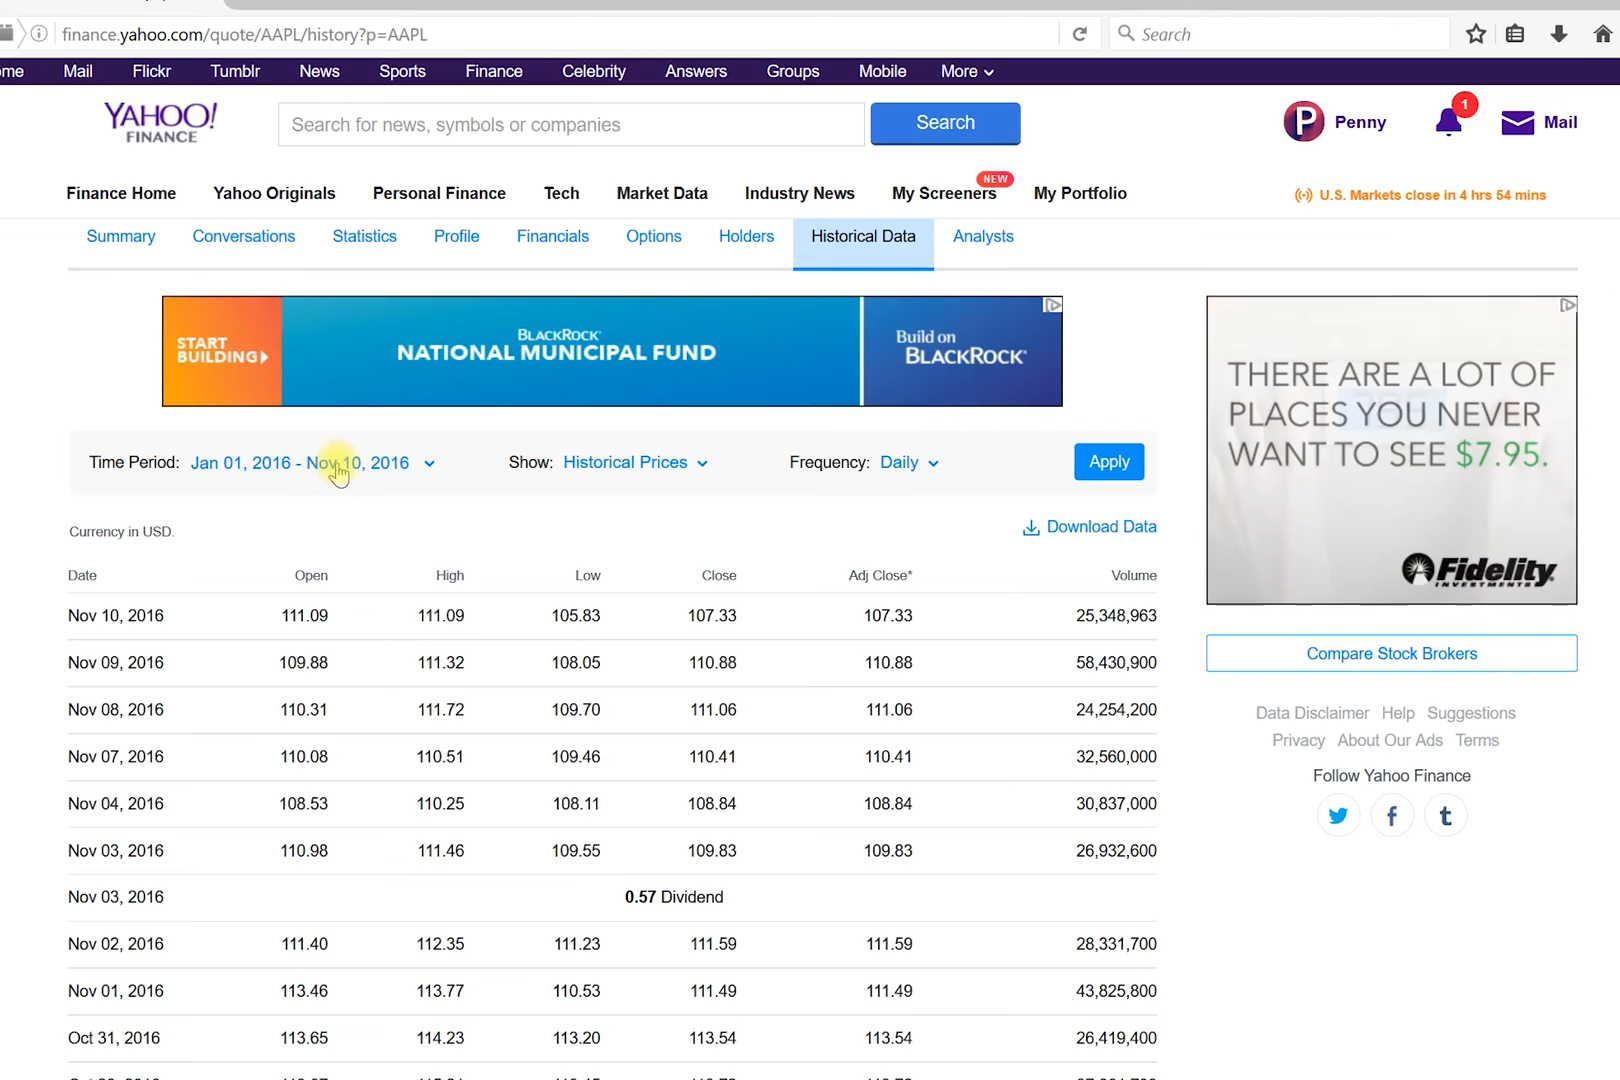 finance.yahoo.com/quote/AAPL/history?p=AAPL
Search
Mail Flickr Tumblr News Sports Finance Celebrity Answers Groups Mobile More
YAHOO!
FINANCE
Search for news, symbols or companies
Search
P Penny
1
Mail
Finance Home Yahoo Originals Personal Finance Tech Market Data Industry News My Screeners NEW My Portfolio
U.S. Markets close in 4 hrs 54 mins
Summary Conversations Statistics Profile Financials Options Holders Historical Data Analysts
START
BUILDING
BLACKROCK®
NATIONAL MUNICIPAL FUND
Build on
BLACKROCK®
THERE ARE A LOT OF
PLACES YOU NEVER
WANT TO SEE $7.95.
Fidelity
INVESTMENTS
Time Period: Jan 01, 2016 - Nov 10, 2016 Show: Historical Prices Frequency: Daily Apply
Currency in USD.
Download Data
Date Open High Low Close Adj Close* Volume
Nov 10, 2016 111.09 111.09 105.83 107.33 107.33 25,348,963
Nov 09, 2016 109.88 111.32 108.05 110.88 110.88 58,430,900
Nov 08, 2016 110.31 111.72 109.70 111.06 111.06 24,254,200
Nov 07, 2016 110.08 110.51 109.46 110.41 110.41 32,560,000
Nov 04, 2016 108.53 110.25 108.11 108.84 108.84 30,837,000
Nov 03, 2016 110.98 111.46 109.55 109.83 109.83 26,932,600
Nov 03, 2016 0.57 Dividend
Nov 02, 2016 111.40 112.35 111.23 111.59 111.59 28,331,700
Nov 01, 2016 113.46 113.77 110.53 111.49 111.49 43,825,800
Oct 31, 2016 113.65 114.23 113.20 113.54 113.54 26,419,400
Compare Stock Brokers
Data Disclaimer Help Suggestions
Privacy About Our Ads Terms
Follow Yahoo Finance